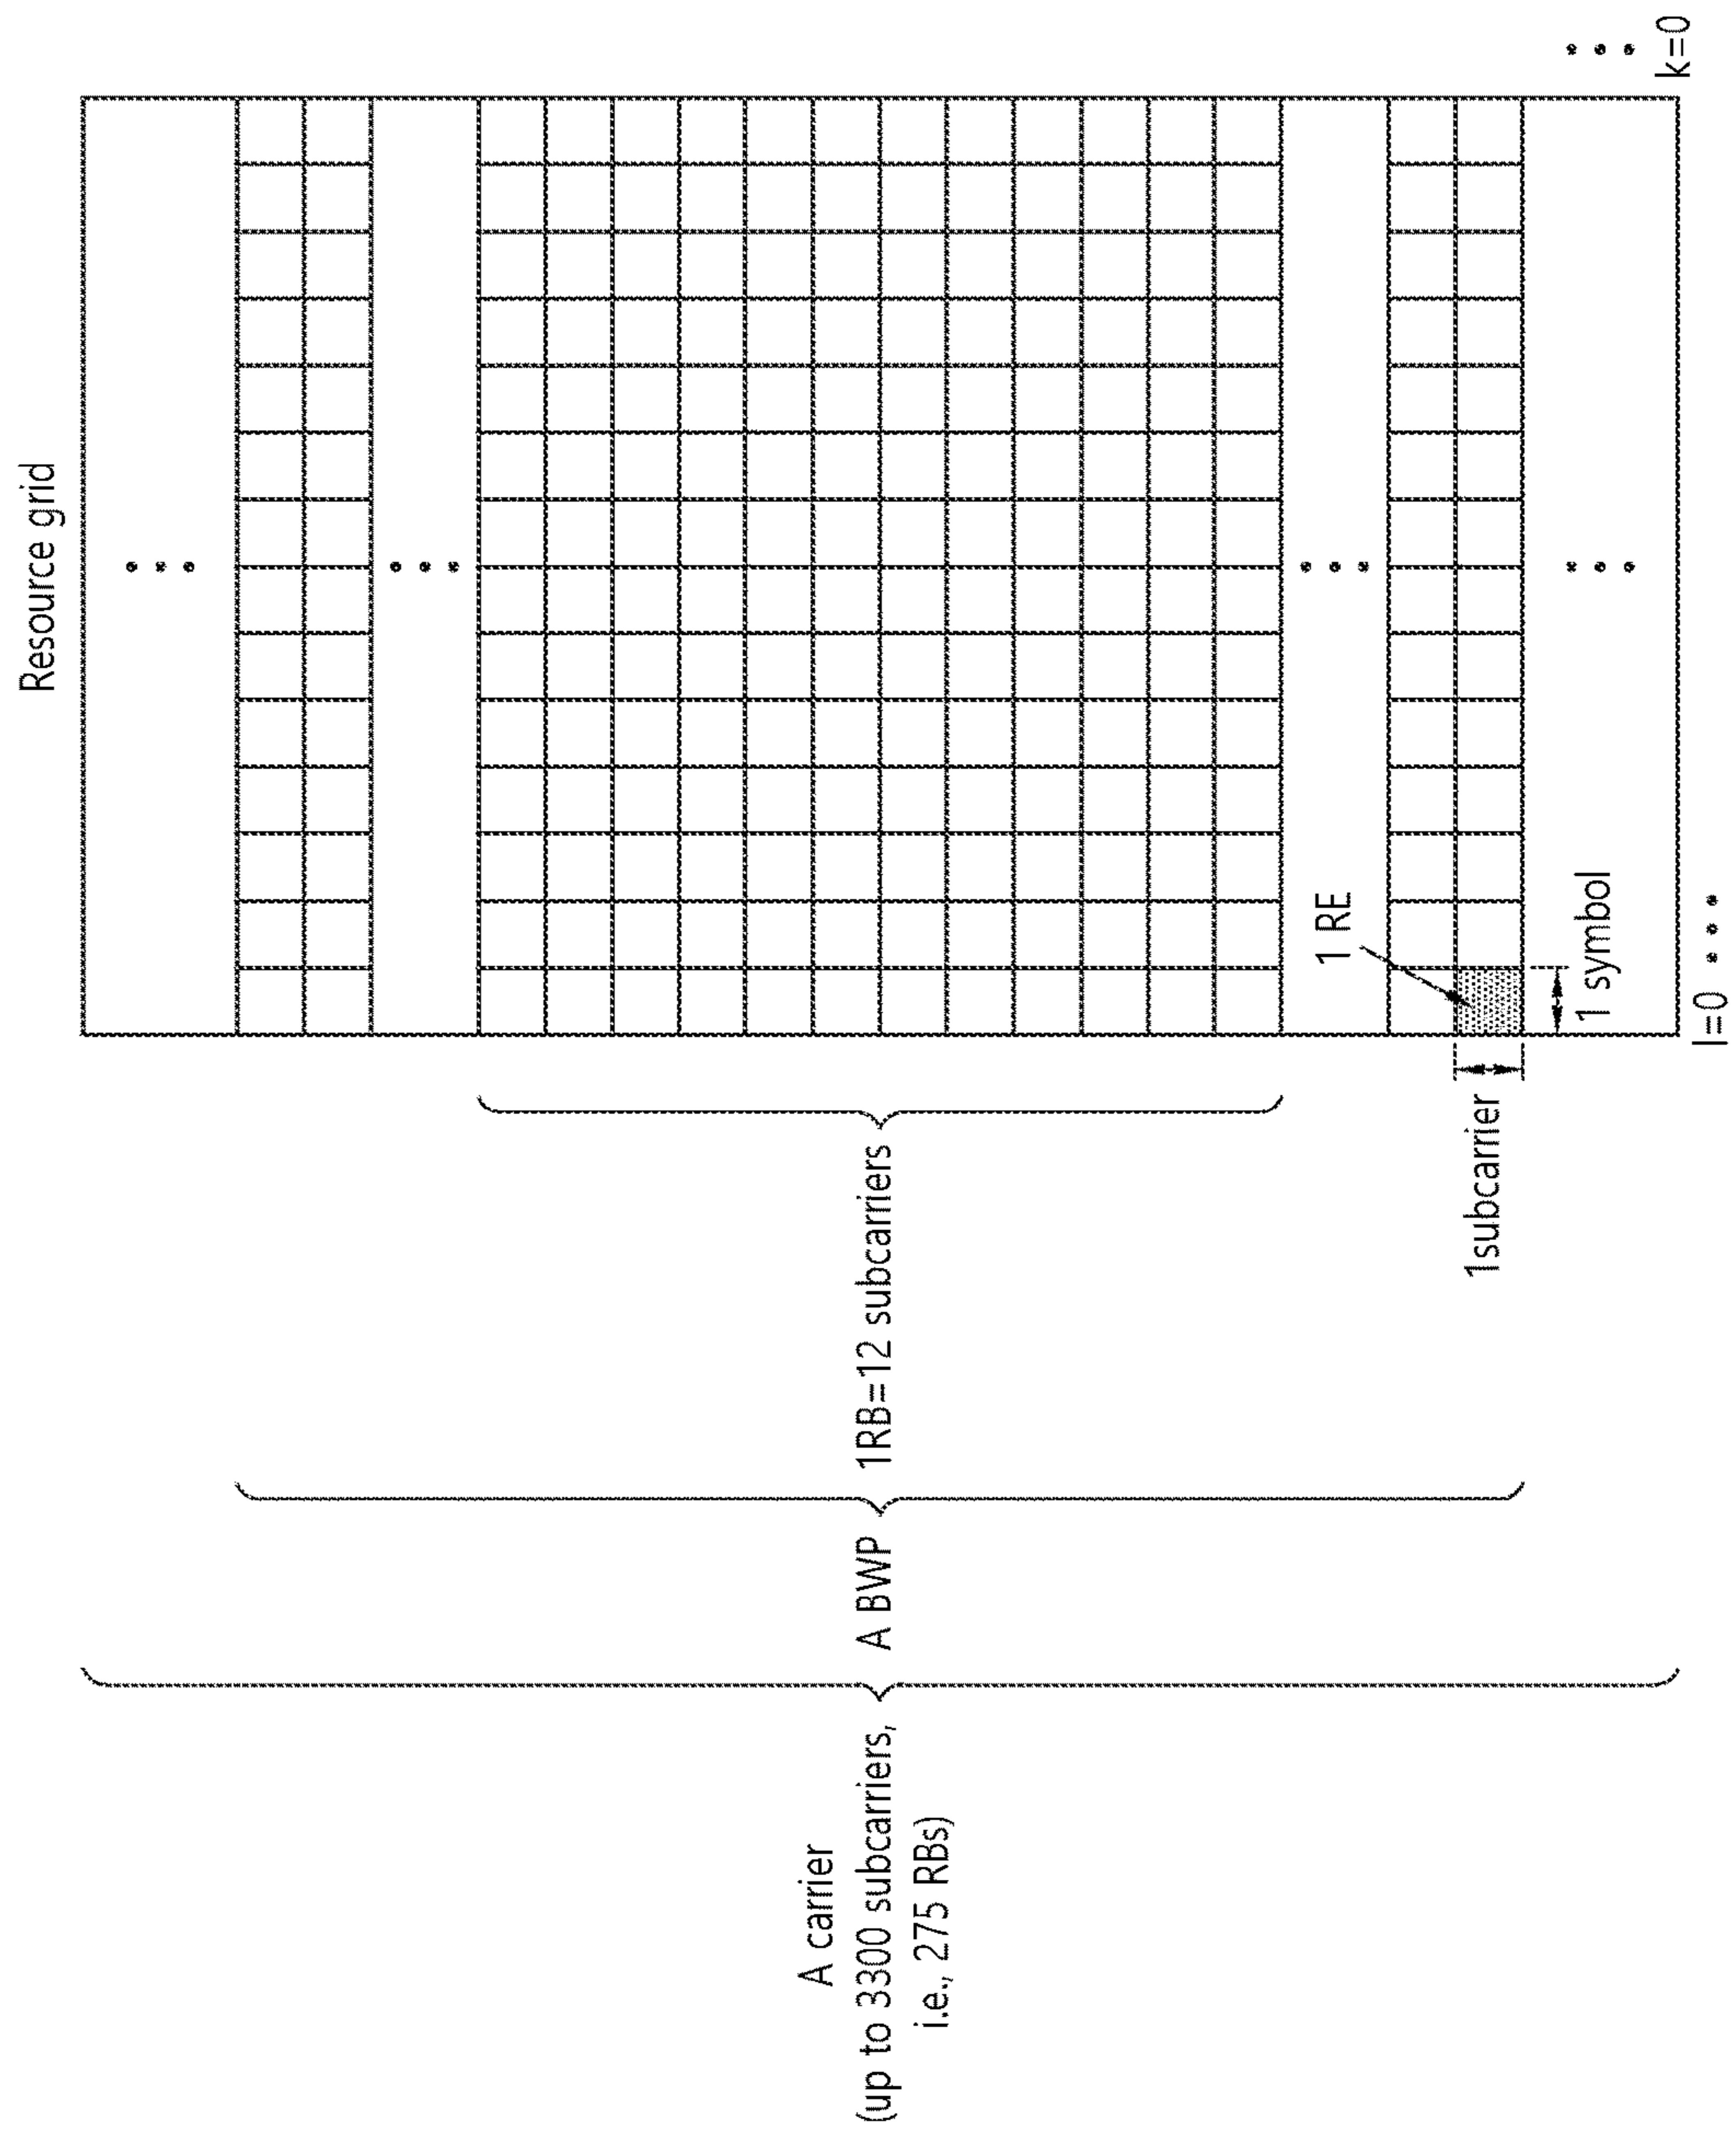 Resource grid
A carrier
(up to 3300 subcarriers,
i.e., 275 RBs)
A BWP
1RB=12 subcarriers
1 RE
1subcarrier
1 symbol
l=0
k=0